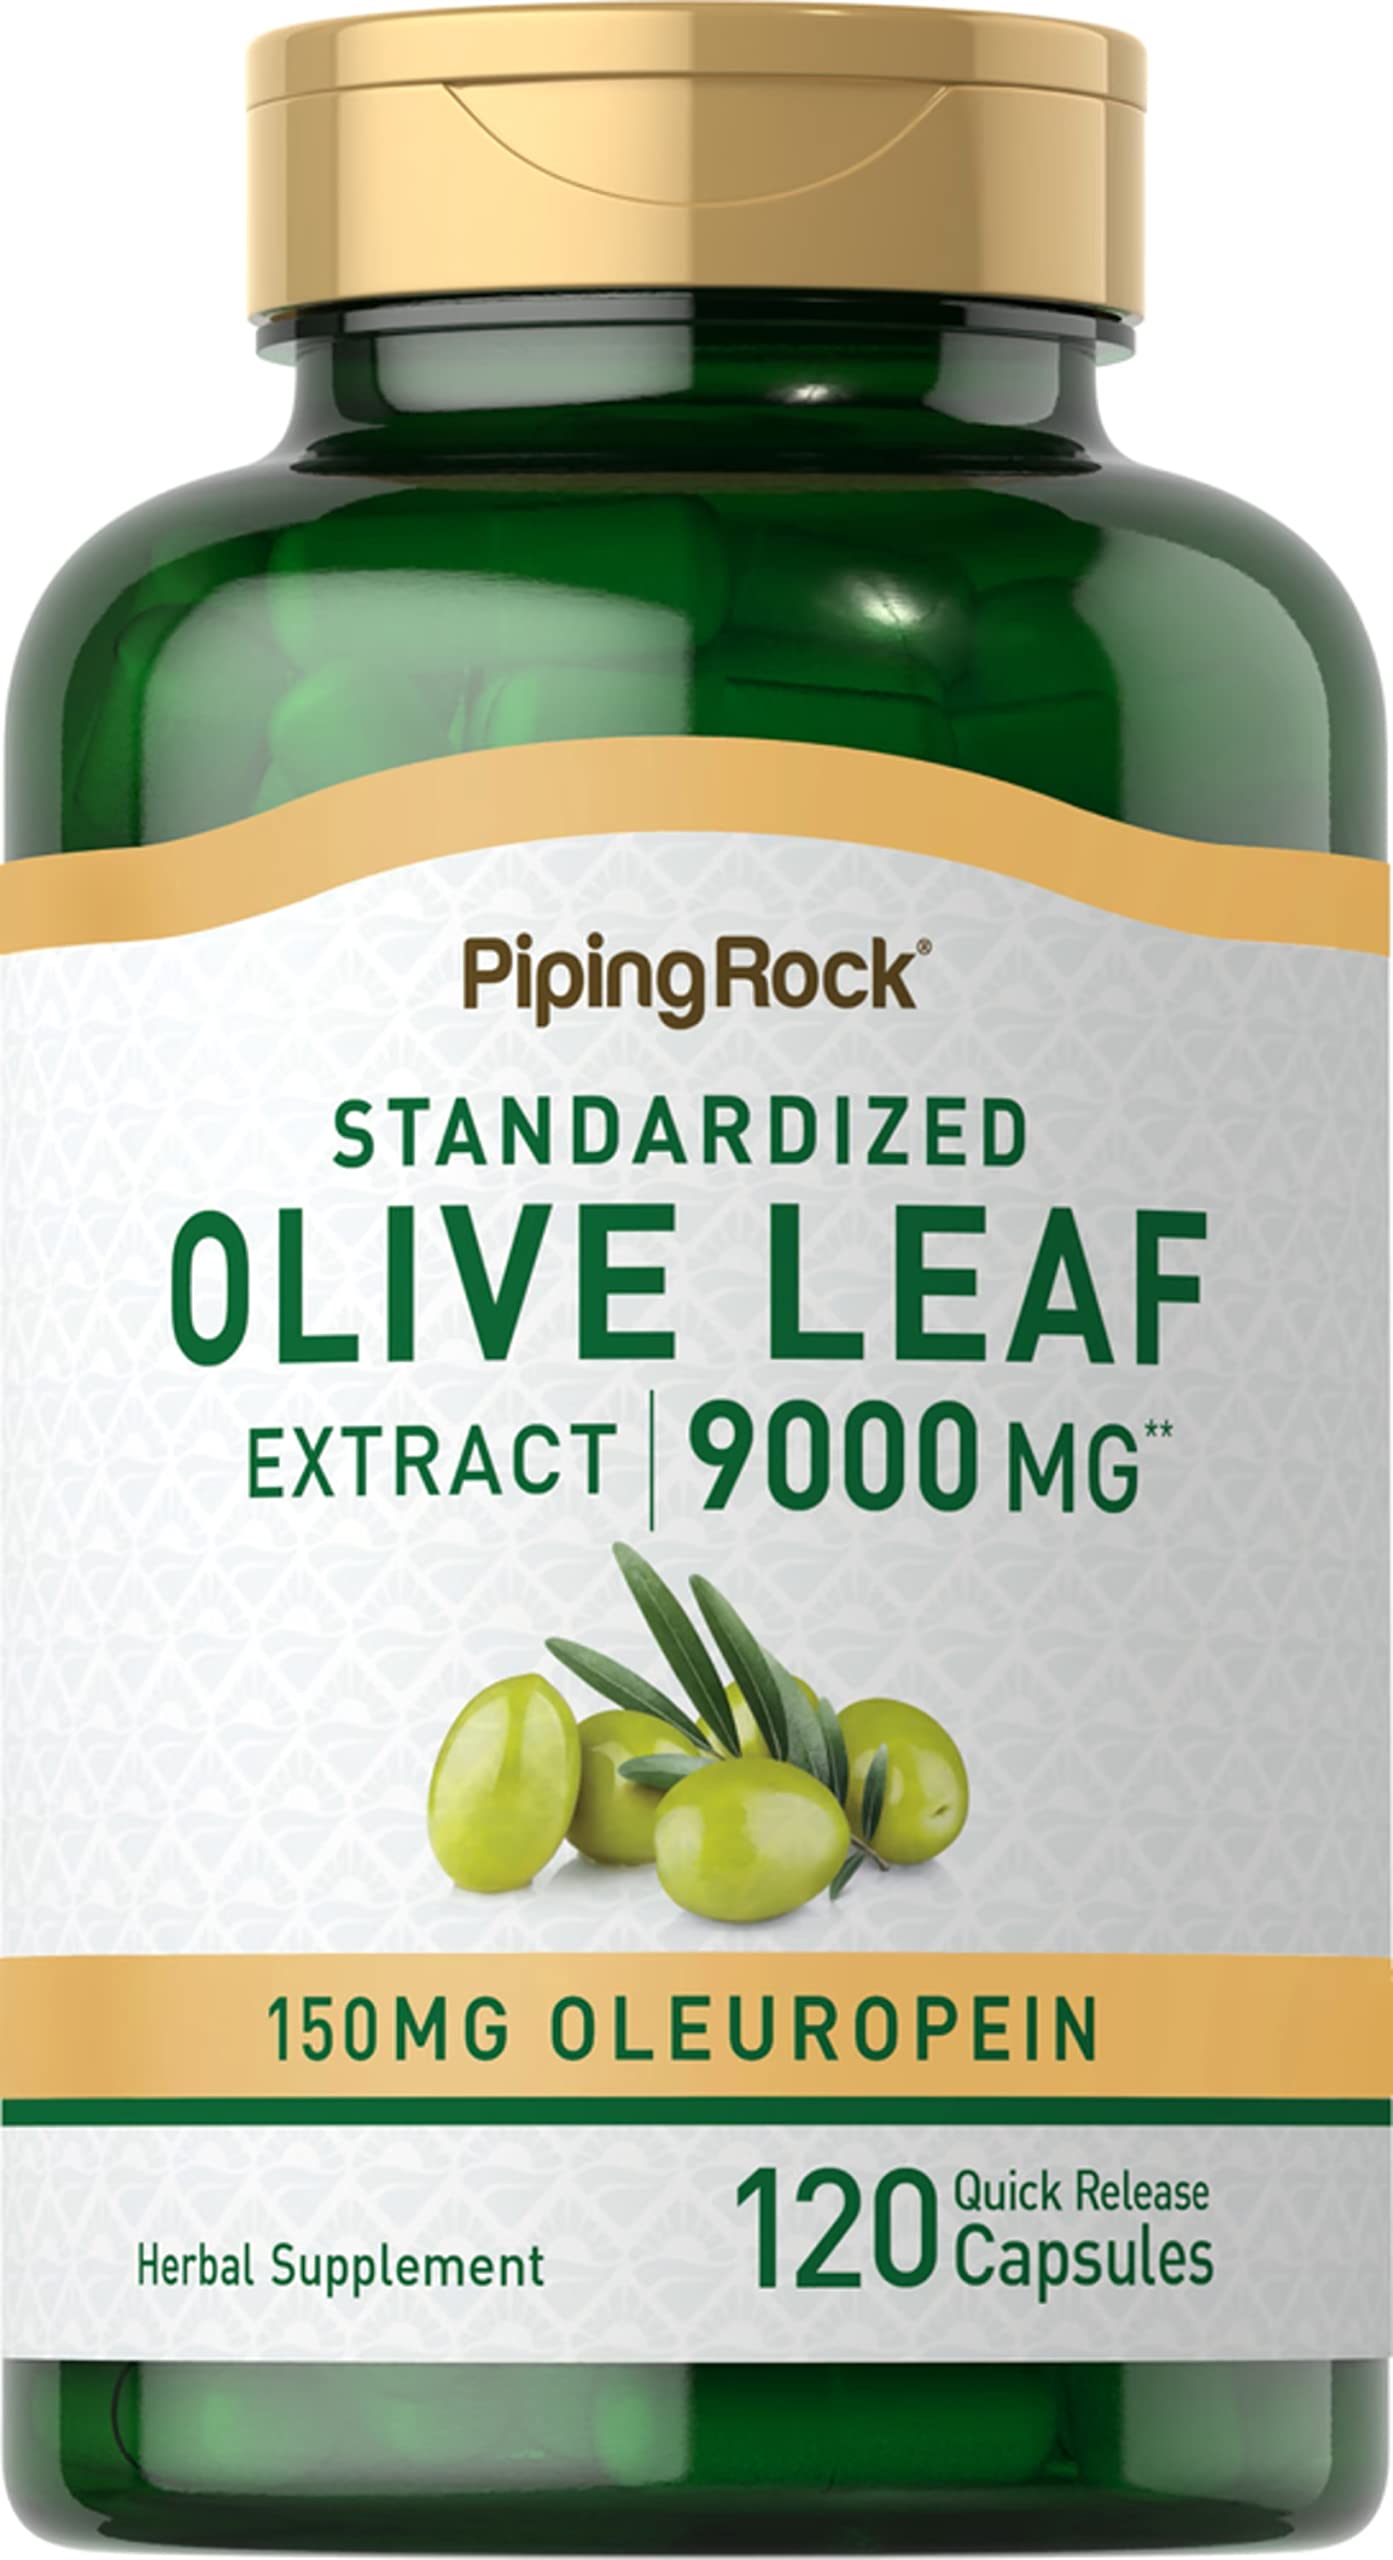 PipingRock®
STANDARDIZED
OLIVE LEAF
EXTRACT | 9000 MG**
150MG OLEUROPEIN
Herbal Supplement
120 Quick Release
Capsules